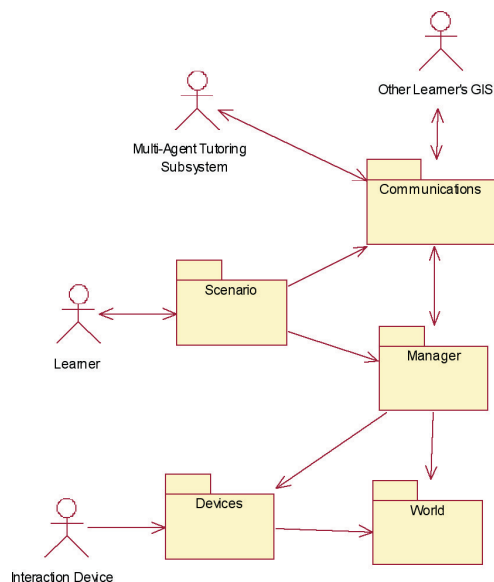 Other Learner's GIS
Multi-Agent Tutoring
Subsystem
Communications
Scenario
Learner
Manager
Devices
World
Interaction Device